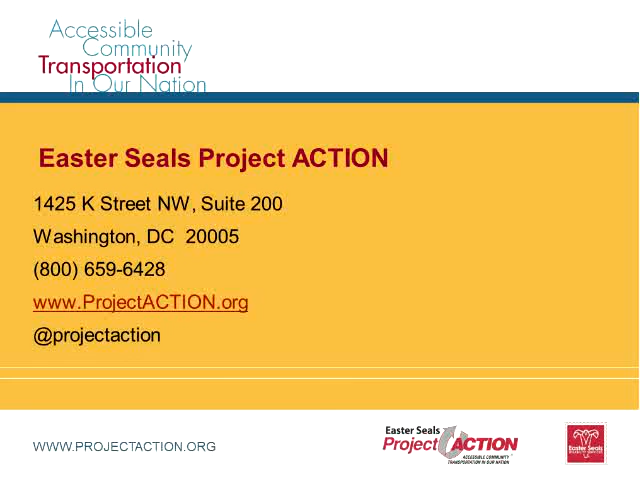 Accessible
Community
Transportation
In Our Nation
Easter Seals Project ACTION
1425 K Street NW, Suite 200
Washington, DC  20005
(800) 659-6428
www.ProjectACTION.org
@projectaction
WWW.PROJECTACTION.ORG
Easter Seals
Project ACTION
ACCESSIBLE COMMUNITY
TRANSPORTATION IN OUR NATION
Easter Seals
DISABILITY SERVICES